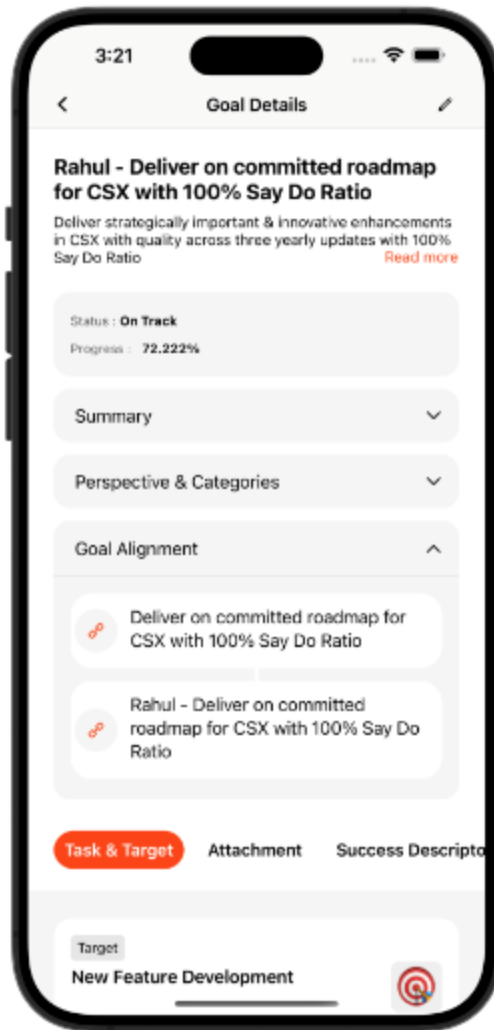 3:21
Goal Details
Rahul - Deliver on committed roadmap
for CSX with 100% Say Do Ratio
Deliver strategically important & innovative enhancements
in CSX with quality across three yearly updates with 100%
Say Do Ratio Read more
Status : On Track
Progress : 72.222%
Summary
Perspective & Categories
Goal Alignment
Deliver on committed roadmap for
CSX with 100% Say Do Ratio
Rahul - Deliver on committed
roadmap for CSX with 100% Say Do
Ratio
Task & Target Attachment Success Descripto
Target
New Feature Development